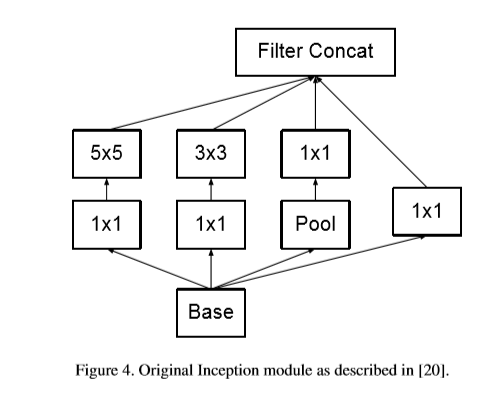 Filter Concat
5x5
3x3
1x1
1x1
1x1
1x1
Pool
Base
Figure 4. Original Inception module as described in [20].